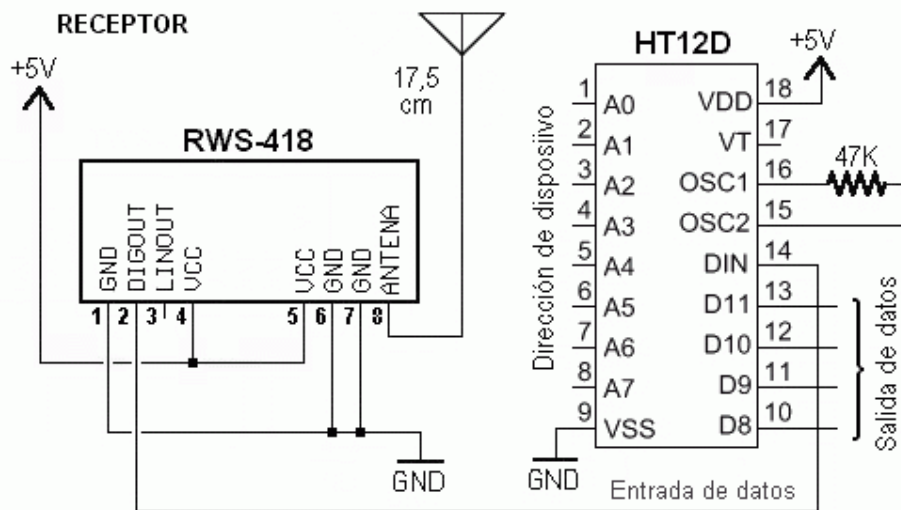 RECEPTOR
+5V
17,5
cm
RWS-418
GND
DIGOUT
LINOUT
VCC
VCC
GND
GND
ANTENA
1 2 3 4 5 6 7 8
GND
HT12D
+5V
1 A0 VDD 18
2 A1 VT 17
3 A2 OSC1 16
47K
4 A3 OSC2 15
5 A4 DIN 14
6 A5 D11 13
7 A6 D10 12
8 A7 D9 11
9 VSS D8 10
Dirección de disposiivo
Salida de datos
GND
Entrada de datos